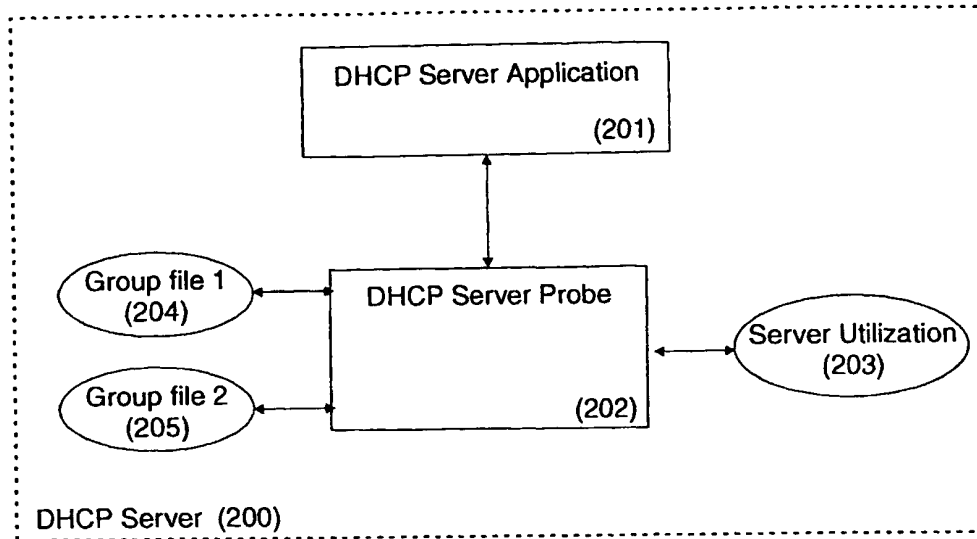 DHCP Server Application
(201)
Group file 1
(204)
DHCP Server Probe
(202)
Server Utilization
(203)
Group file 2
(205)
DHCP Server (200)